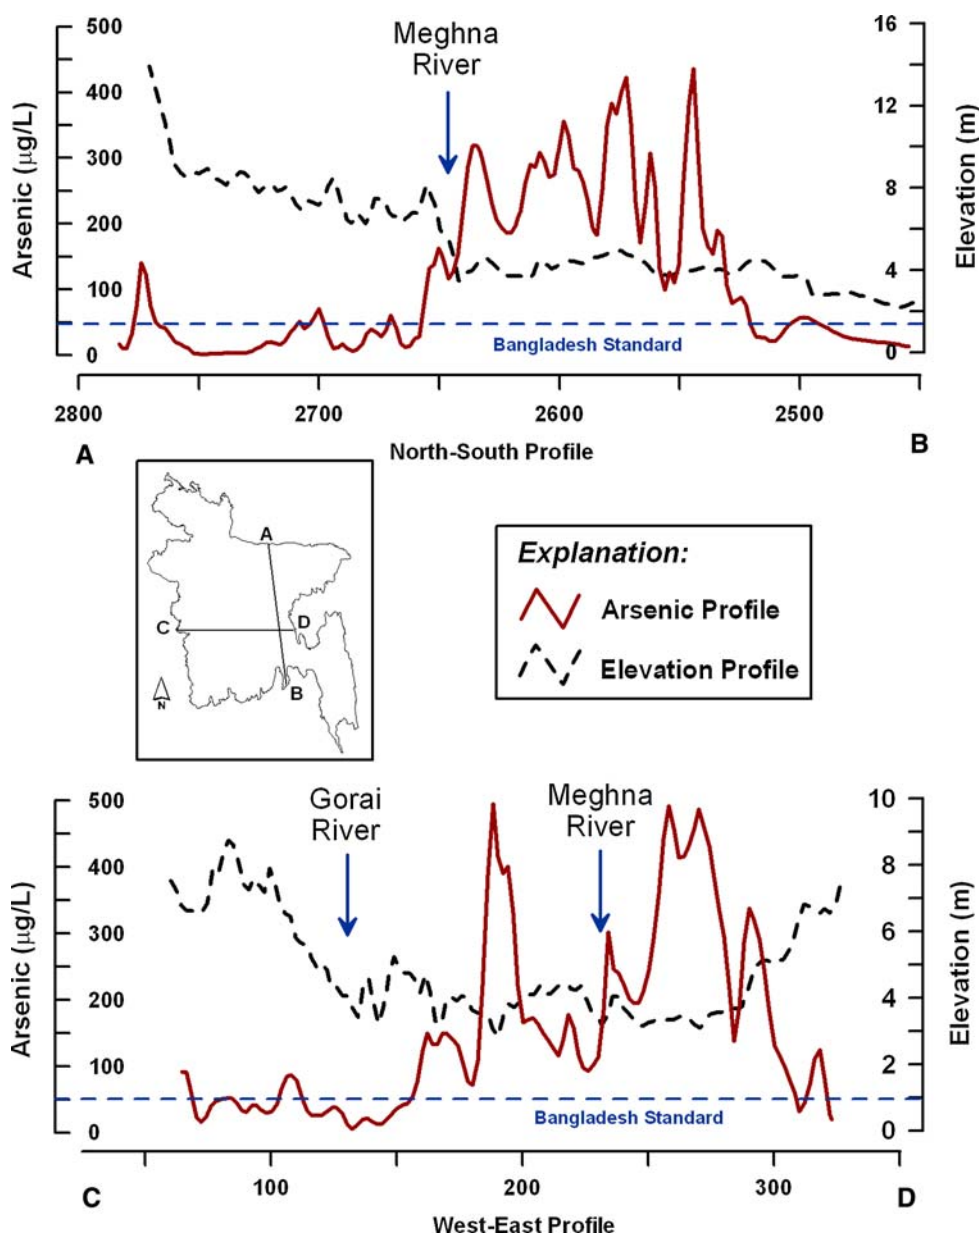 500
400
300
200
100
0
Arsenic (µg/L)
Meghna
River
16
12
8
4
0
Elevation (m)
Bangladesh Standard
2800
2700
2600
2500
A
North-South Profile
B
A
C
D
B
N
Explanation:
Arsenic Profile
Elevation Profile
500
400
300
200
100
0
Arsenic (µg/L)
Gorai
River
Meghna
River
10
8
6
4
2
0
Elevation (m)
Bangladesh Standard
C
100
200
300
D
West-East Profile